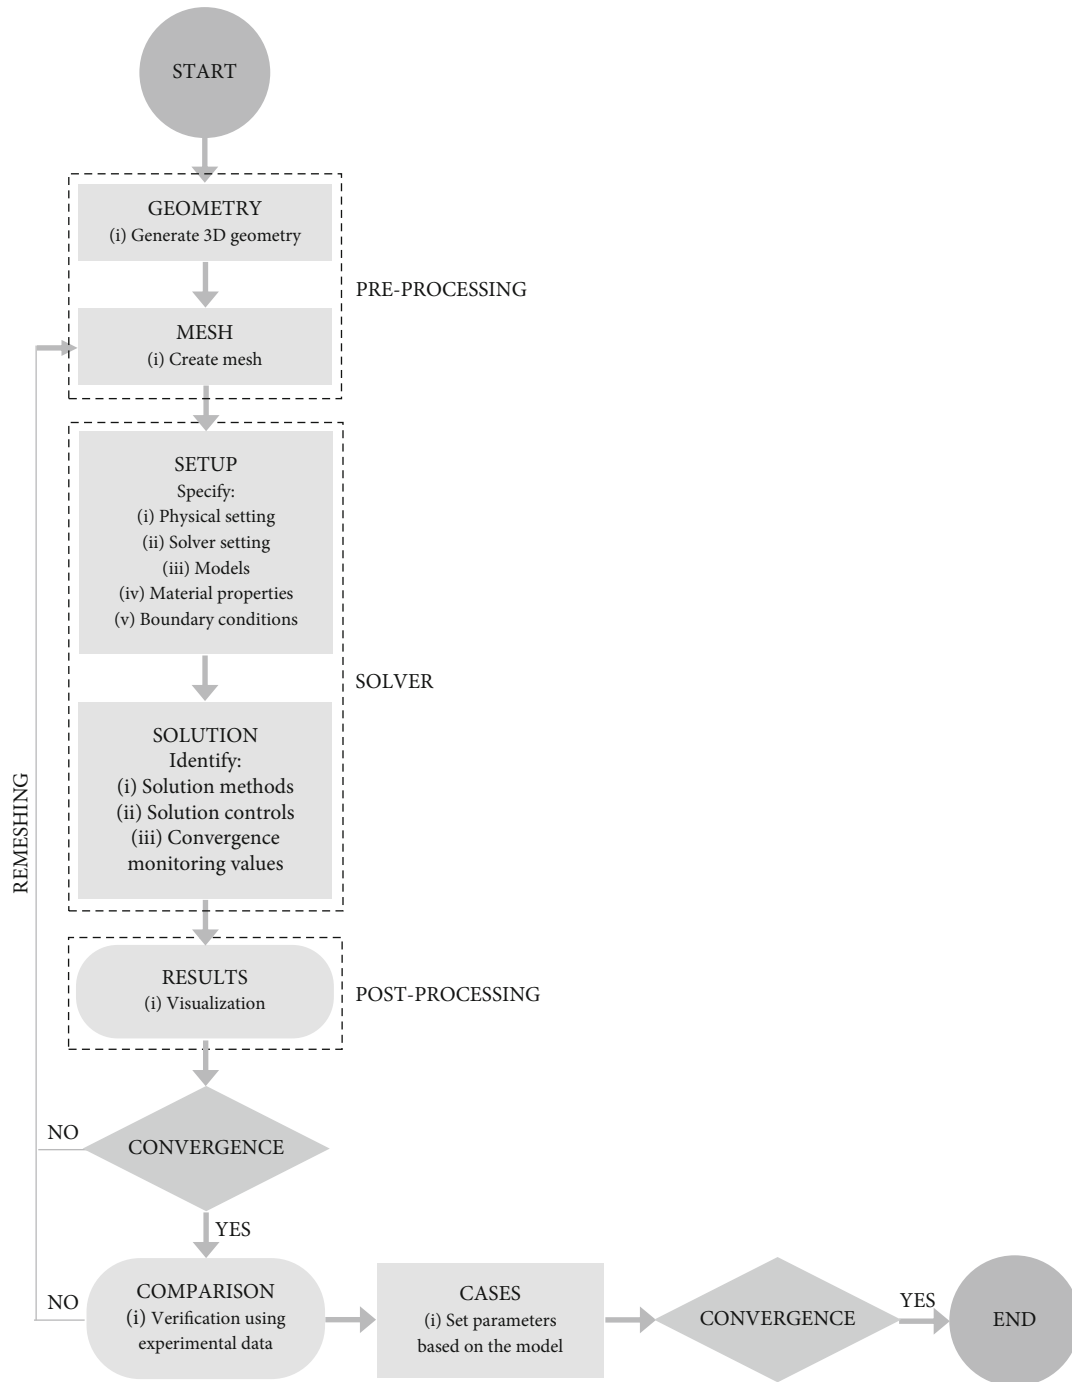 START
GEOMETRY
(i) Generate 3D geometry
PRE-PROCESSING
MESH
(i) Create mesh
SETUP
Specify:
(i) Physical setting
(ii) Solver setting
(iii) Models
(iv) Material properties
(v) Boundary conditions
SOLVER
SOLUTION
Identify:
(i) Solution methods
(ii) Solution controls
(iii) Convergence
monitoring values
REMESHING
RESULTS
(i) Visualization
POST-PROCESSING
NO
CONVERGENCE
YES
NO
COMPARISON
(i) Verification using
experimental data
CASES
(i) Set parameters
based on the model
CONVERGENCE
YES
END